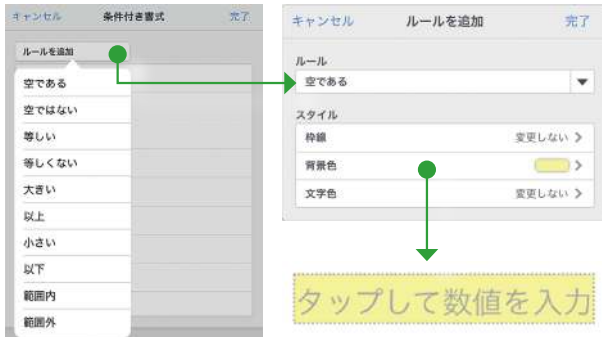 キャンセル 条件付き書式 完了
ルールを追加
空である
空ではない
等しい
等しくない
大きい
以上
小さい
以下
範囲内
範囲外
キャンセル ルールを追加 完了
ルール
空である
スタイル
枠線 変更しない
背景色
文字色 変更しない
タップして数値を入力